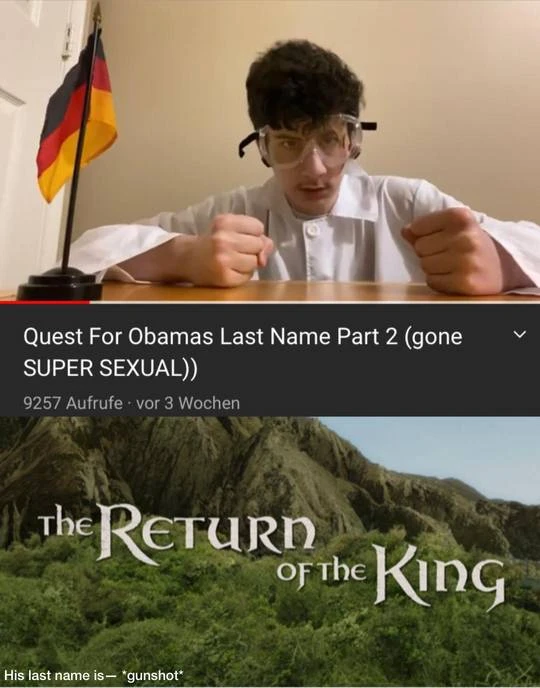 Quest For Obamas Last Name Part 2 (gone
SUPER SEXUAL))
9257 Aufrufe · vor 3 Wochen
The Return
of the King
His last name is— *gunshot*